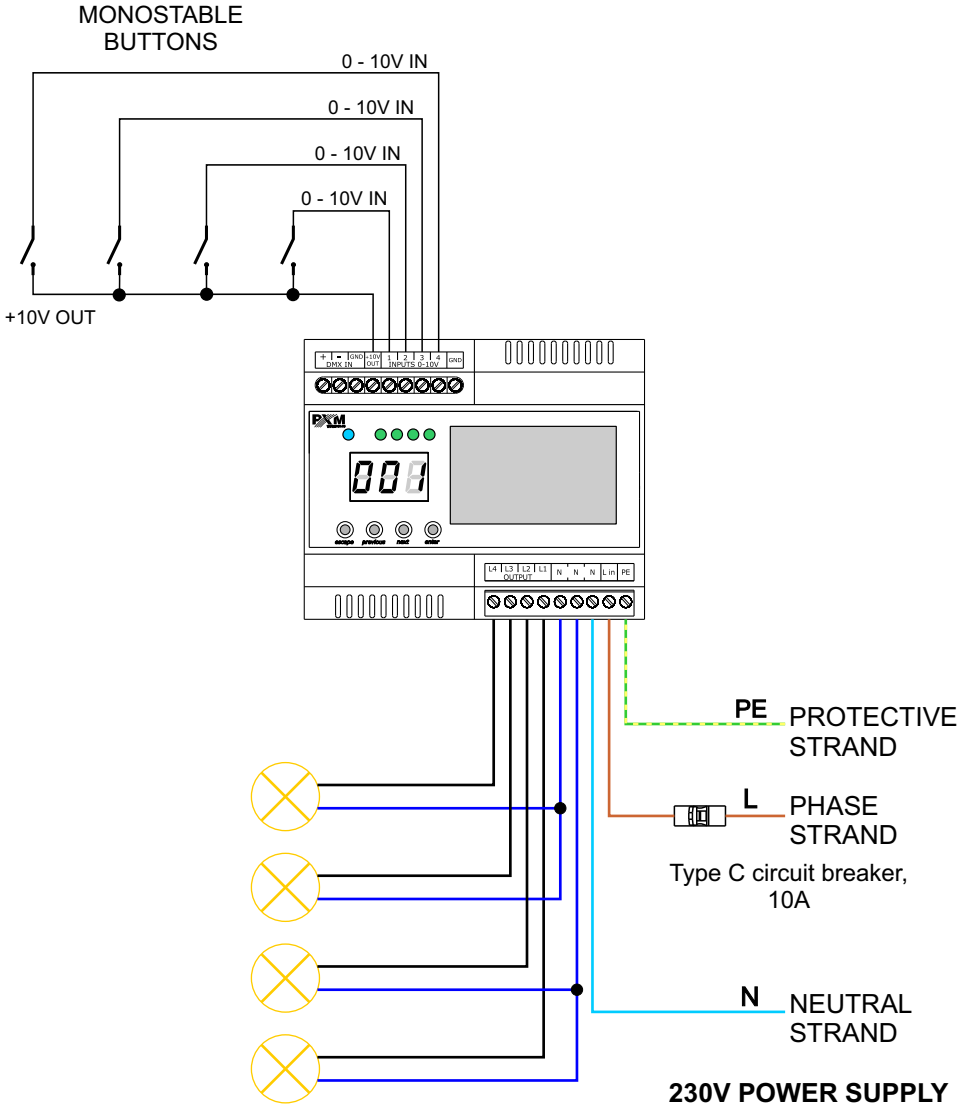 MONOSTABLE
BUTTONS
0 - 10V IN
0 - 10V IN
0 - 10V IN
0 - 10V IN
+10V OUT
+ - GND +10V OUT 1 2 3 4 GND
DMX IN INPUTS 0-10V
PXM
001
escape previous next enter
L4 L3 L2 L1 N N N L in PE
OUTPUT
PE PROTECTIVE
STRAND
L PHASE
STRAND
Type C circuit breaker,
10A
N NEUTRAL
STRAND
230V POWER SUPPLY